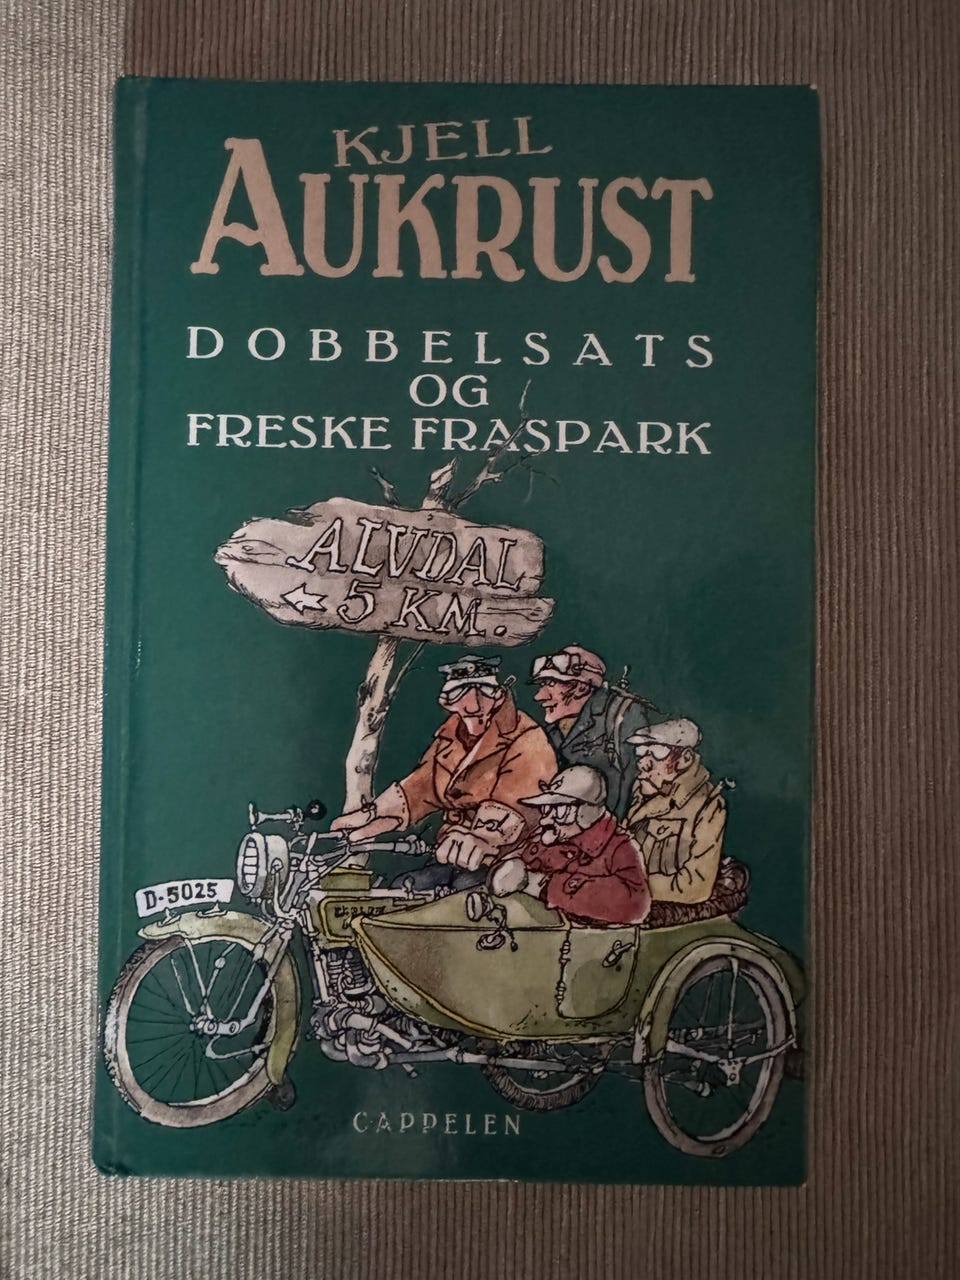 KJELL
AUKRUST
DOBBELSATS
OG
FRESKE FRASPARK
ALVDAL
5 KM.
D-5025
CAPPELEN